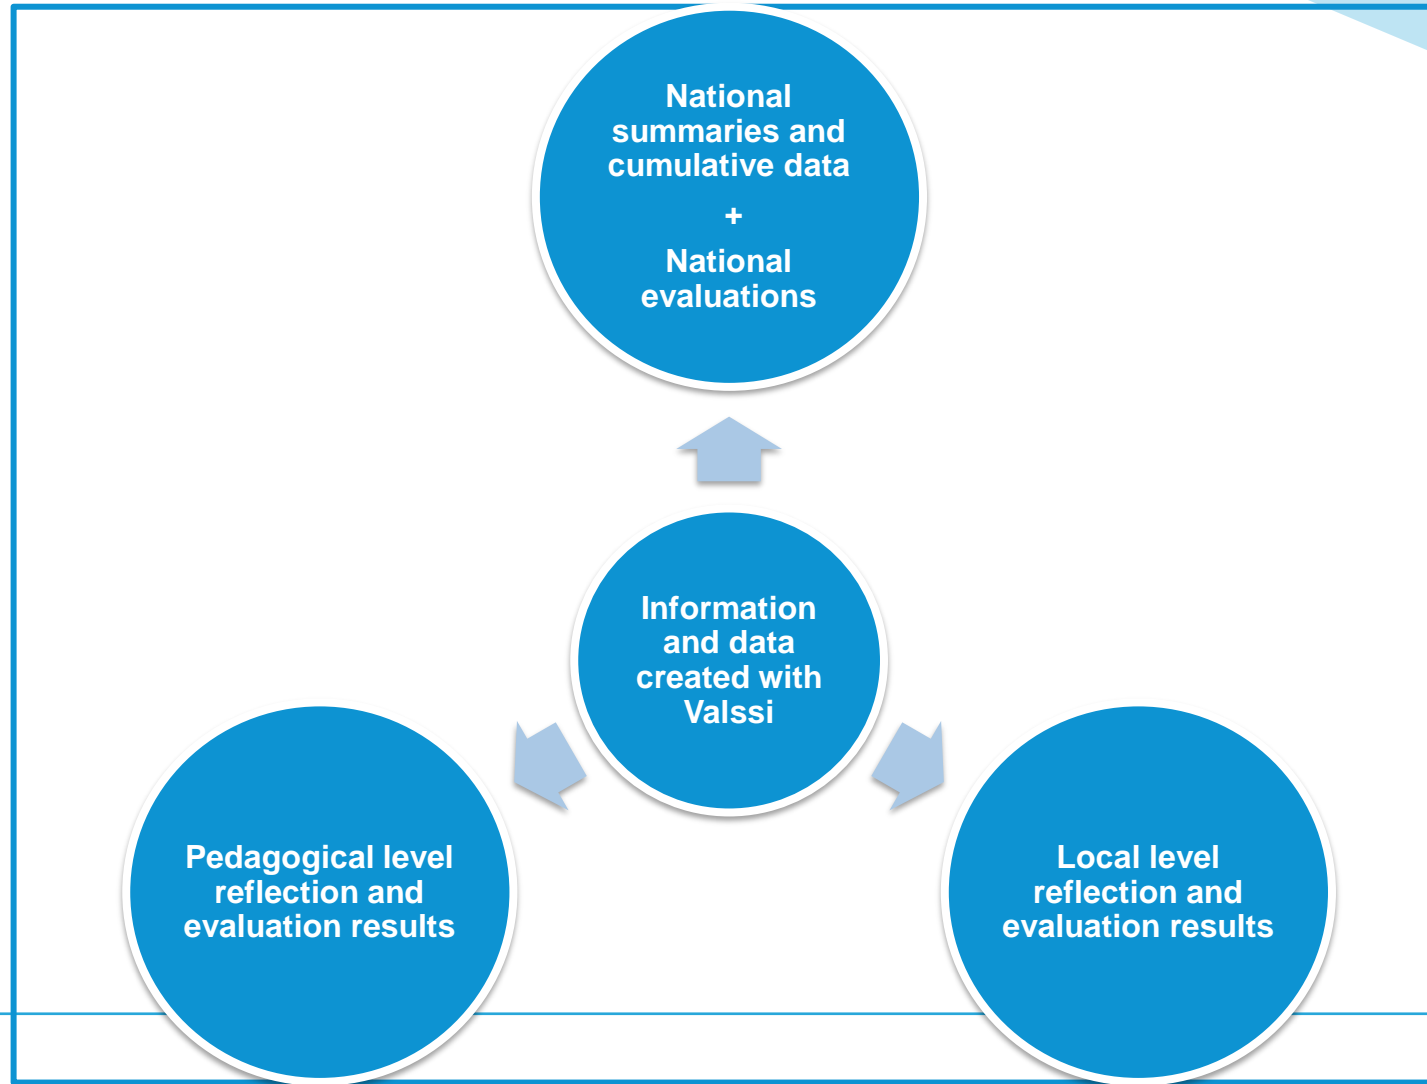 National
summaries and
cumulative data
+
National
evaluations
Information
and data
created with
Valssi
Pedagogical level
reflection and
evaluation results
Local level
reflection and
evaluation results